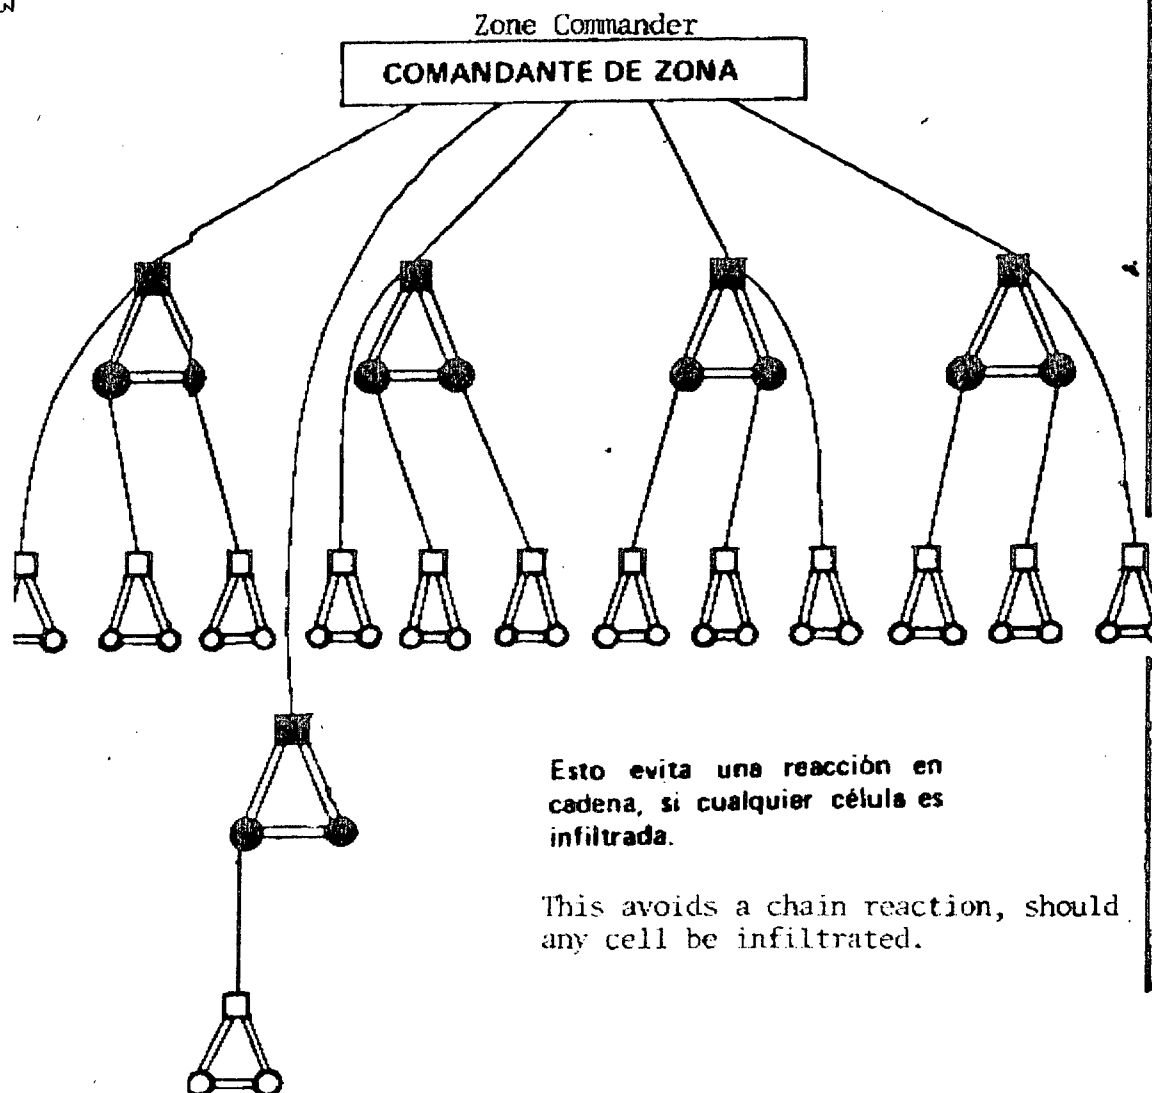 Zone Commander
COMANDANTE DE ZONA
Esto evita una reacción en
cadena, si cualquier célula es
infiltrada.
This avoids a chain reaction, should
any cell be infiltrated.